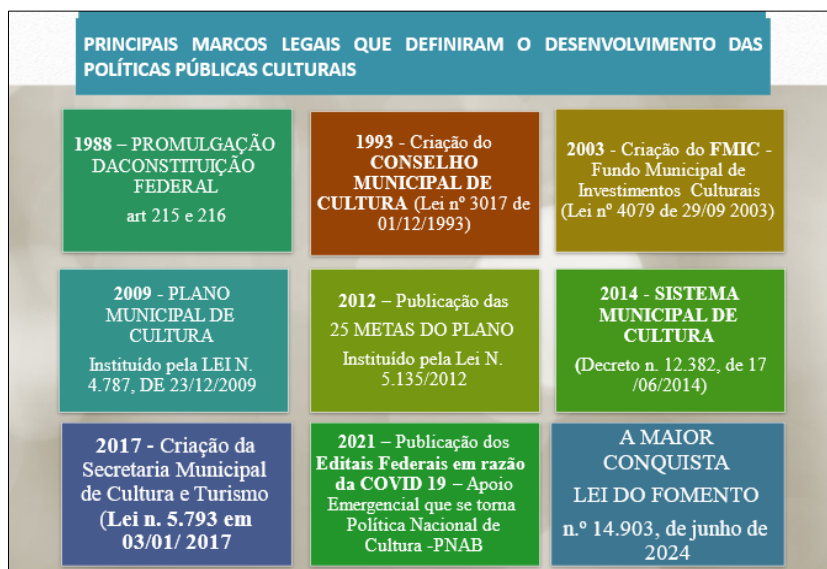 PRINCIPAIS MARCOS LEGAIS QUE DEFINIRAM O DESENVOLVIMENTO DAS
POLÍTICAS PÚBLICAS CULTURAIS
1988 – PROMULGAÇÃO
DACONSTITUIÇÃO
FEDERAL
art 215 e 216
1993 - Criação do
CONSELHO
MUNICIPAL DE
CULTURA (Lei nº 3017 de
01/12/1993)
2003 - Criação do FMIC -
Fundo Municipal de
Investimentos Culturais
(Lei nº 4079 de 29/09 2003)
2009 - PLANO
MUNICIPAL DE
CULTURA
Instituído pela LEI N.
4.787, DE 23/12/2009
2012 – Publicação das
25 METAS DO PLANO
Instituído pela Lei N.
5.135/2012
2014 - SISTEMA
MUNICIPAL DE
CULTURA
(Decreto n. 12.382, de 17
/06/2014)
2017 - Criação da
Secretaria Municipal
de Cultura e Turismo
(Lei n. 5.793 em
03/01/ 2017
2021 – Publicação dos
Editais Federais em razão
da COVID 19 – Apoio
Emergencial que se torna
Política Nacional de
Cultura -PNAB
A MAIOR
CONQUISTA
LEI DO FOMENTO
n.º 14.903, de junho de
2024